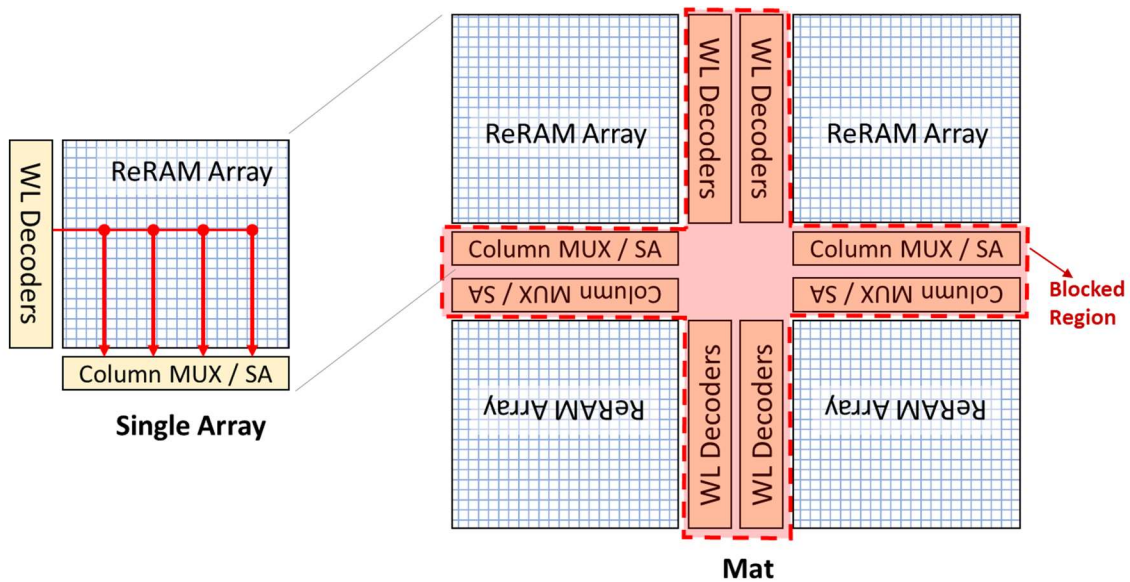 WL Decoders
ReRAM Array
Column MUX / SA
Single Array
ReRAM Array
WL Decoders
WL Decoders
ReRAM Array
Column MUX / SA
Column MUX / SA
Column MUX / SA
Column MUX / SA
Blocked
Region
ReRAM Array
WL Decoders
WL Decoders
ReRAM Array
Mat